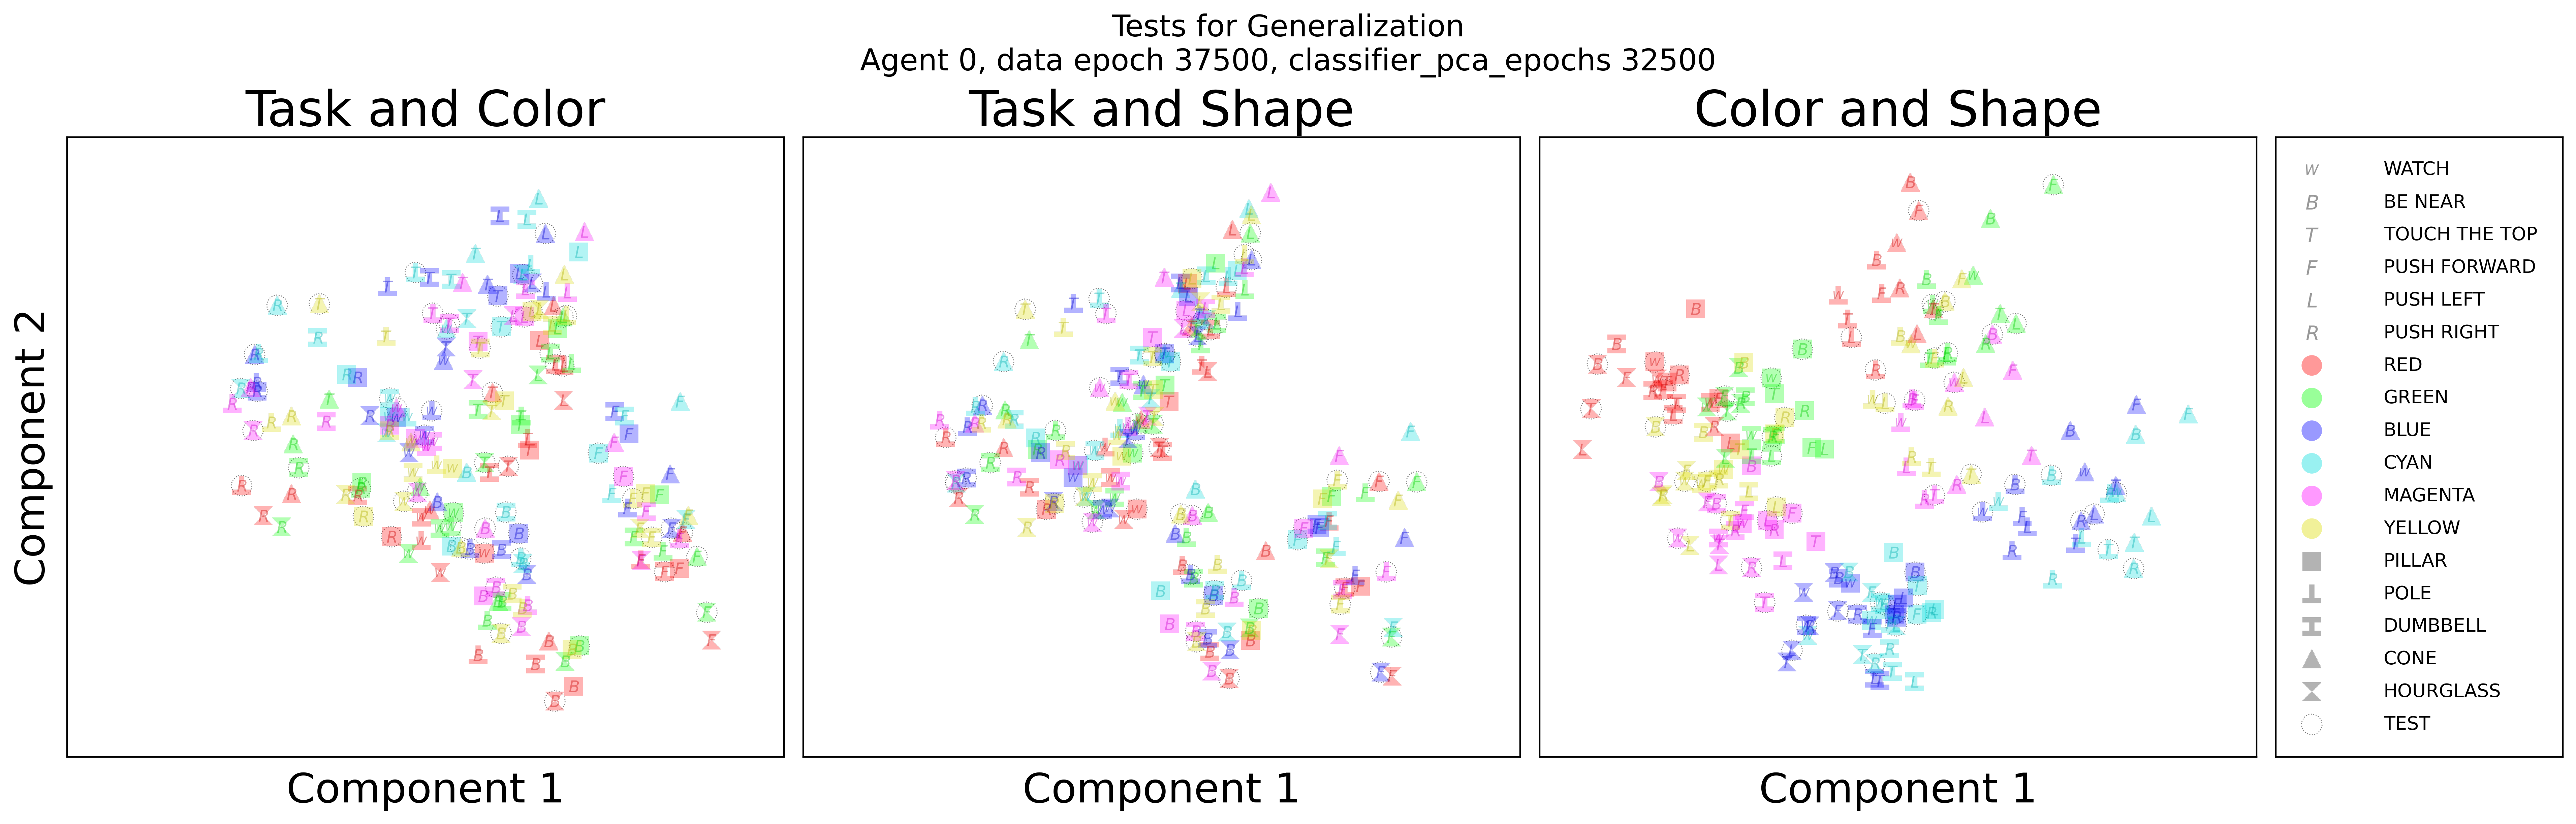 Tests for Generalization
Agent 0, data epoch 37500, classifier_pca_epochs 32500
Task and Color
Task and Shape
Color and Shape
Component 2
Component 1
Component 1
Component 1
W WATCH
B BE NEAR
T TOUCH THE TOP
F PUSH FORWARD
L PUSH LEFT
R PUSH RIGHT
RED
GREEN
BLUE
CYAN
MAGENTA
YELLOW
PILLAR
POLE
DUMBBELL
CONE
HOURGLASS
TEST